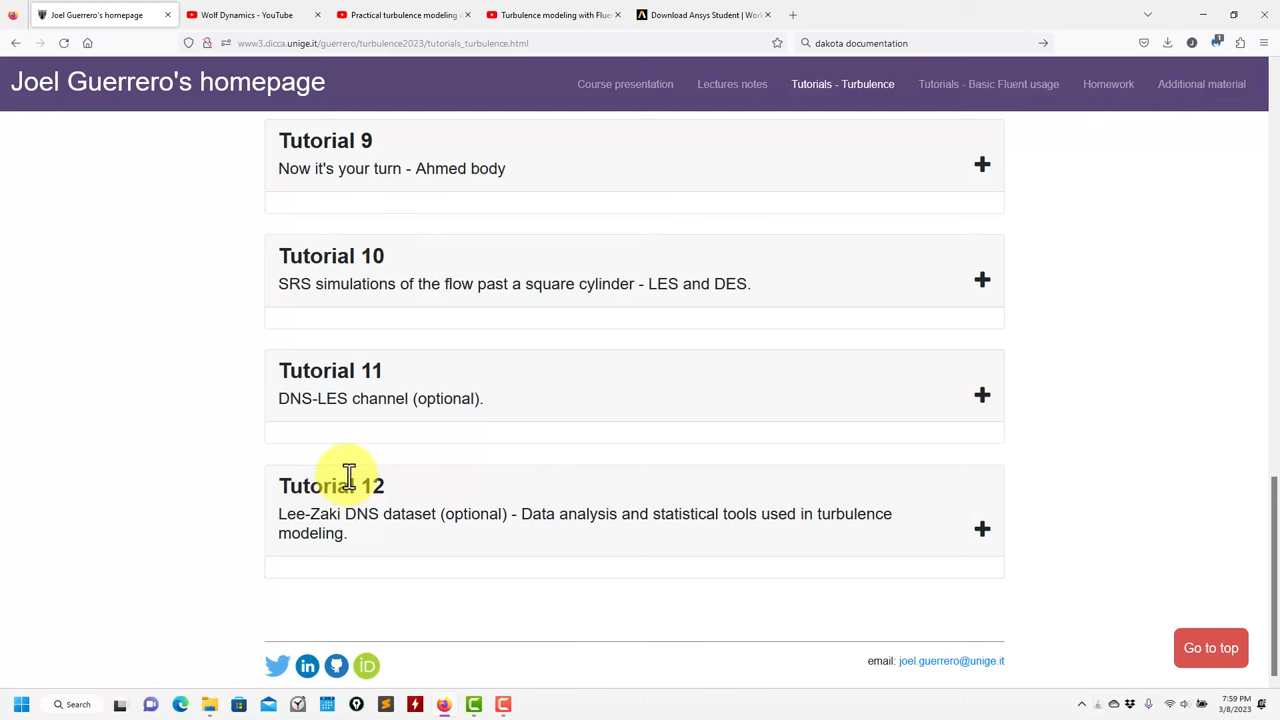 Joel Guerrero's homepage
Wolf Dynamics - YouTube
Practical turbulence modeling
Turbulence modeling with Fluen
Download Ansys Student | Work
www3.dicca.unige.it/guerrero/turbulence2023/tutorials_turbulence.html
dakota documentation
1
Joel Guerrero's homepage
Course presentation
Lectures notes
Tutorials - Turbulence
Tutorials - Basic Fluent usage
Homework
Additional material
Tutorial 9
Now it's your turn - Ahmed body
Tutorial 10
SRS simulations of the flow past a square cylinder - LES and DES.
Tutorial 11
DNS-LES channel (optional).
Tutorial 12
Lee-Zaki DNS dataset (optional) - Data analysis and statistical tools used in turbulence
modeling.
in
iD
email: joel.guerrero@unige.it
Go to top
Search
7:59 PM
3/8/2023